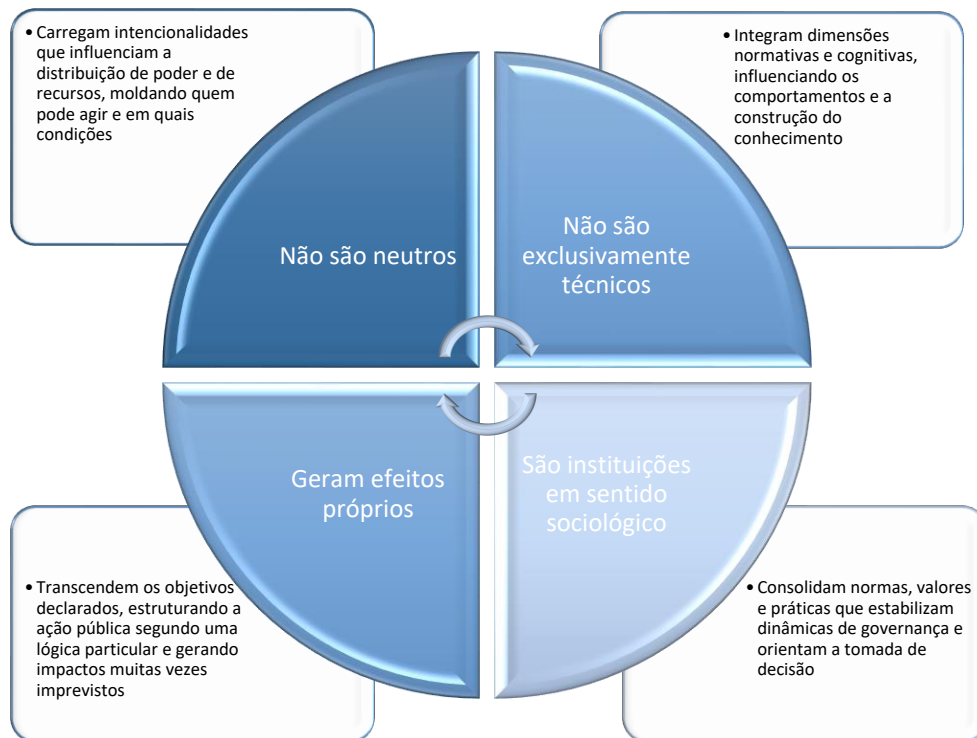 • Carregam intencionalidades
que influenciam a
distribuição de poder e de
recursos, moldando quem
pode agir e em quais
condições
• Integram dimensões
normativas e cognitivas,
influenciando os
comportamentos e a
construção do
conhecimento
Não são neutros
Não são
exclusivamente
técnicos
Geram efeitos
próprios
São instituições
em sentido
sociológico
• Transcendem os objetivos
declarados, estruturando a
ação pública segundo uma
lógica particular e gerando
impactos muitas vezes
imprevistos
• Consolidam normas, valores
e práticas que estabilizam
dinâmicas de governança e
orientam a tomada de
decisão